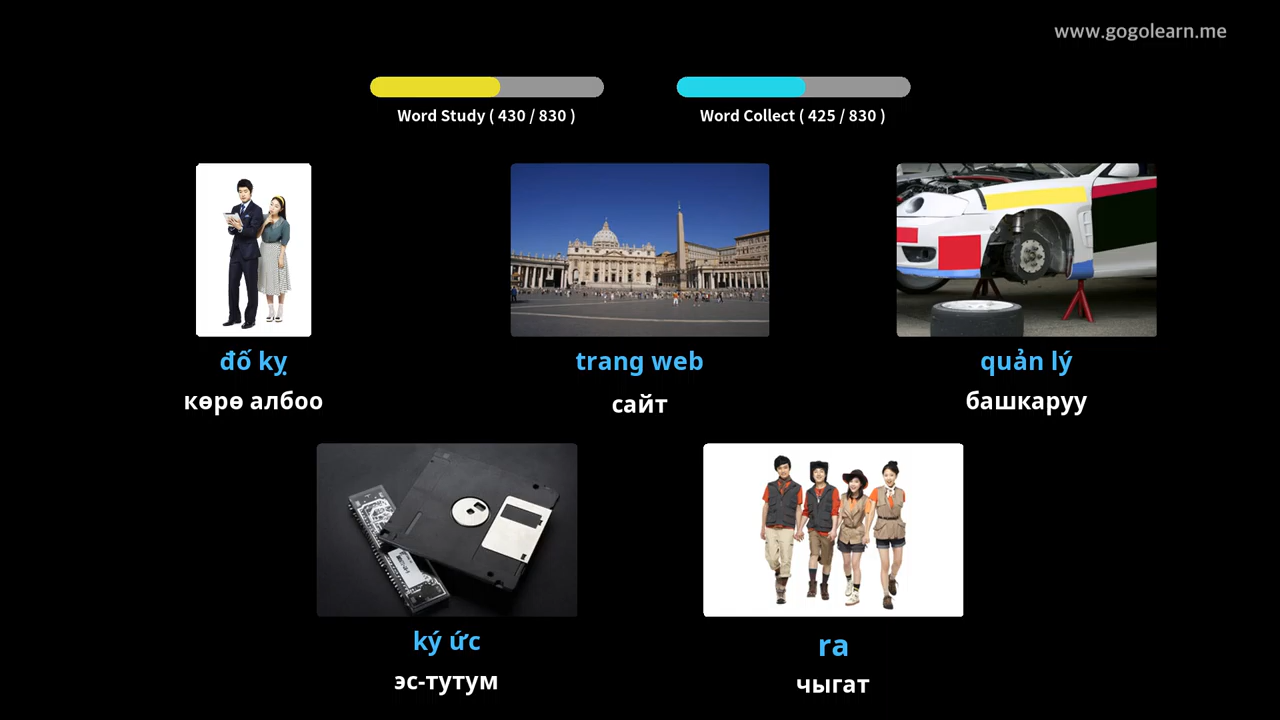 www.gogolearn.me
Word Study ( 430 / 830 )
Word Collect ( 425 / 830 )
đố kỵ
көрө албоо
trang web
сайт
quản lý
башкаруу
ký ức
эс-тутум
ra
чыгат